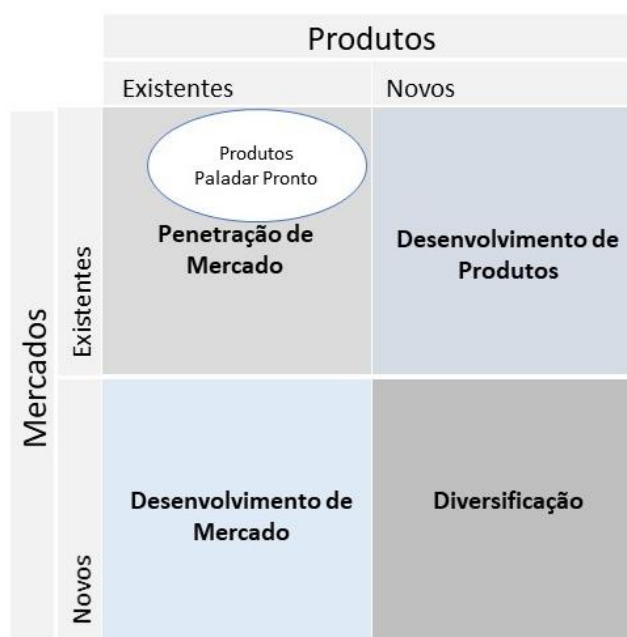 Produtos
Existentes
Novos
Mercados
Existentes
Produtos
Paladar Pronto
Penetração de
Mercado
Desenvolvimento de
Produtos
Novos
Desenvolvimento de
Mercado
Diversificação